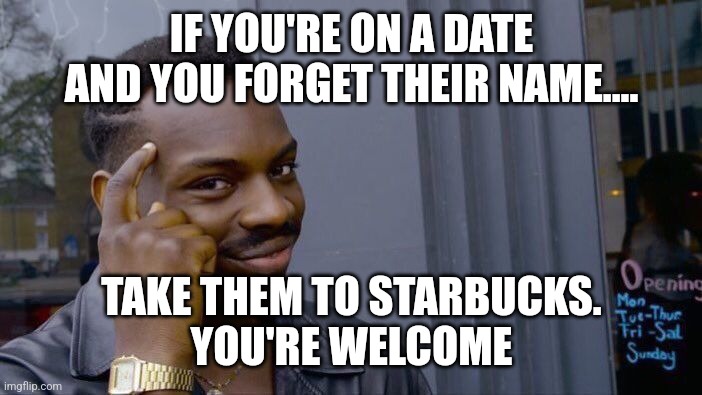 IF YOU'RE ON A DATE
AND YOU FORGET THEIR NAME....
TAKE THEM TO STARBUCKS.
YOU'RE WELCOME
Opening
Mon
Tue-Thur
Fri -Sat
Sunday
imgflip.com